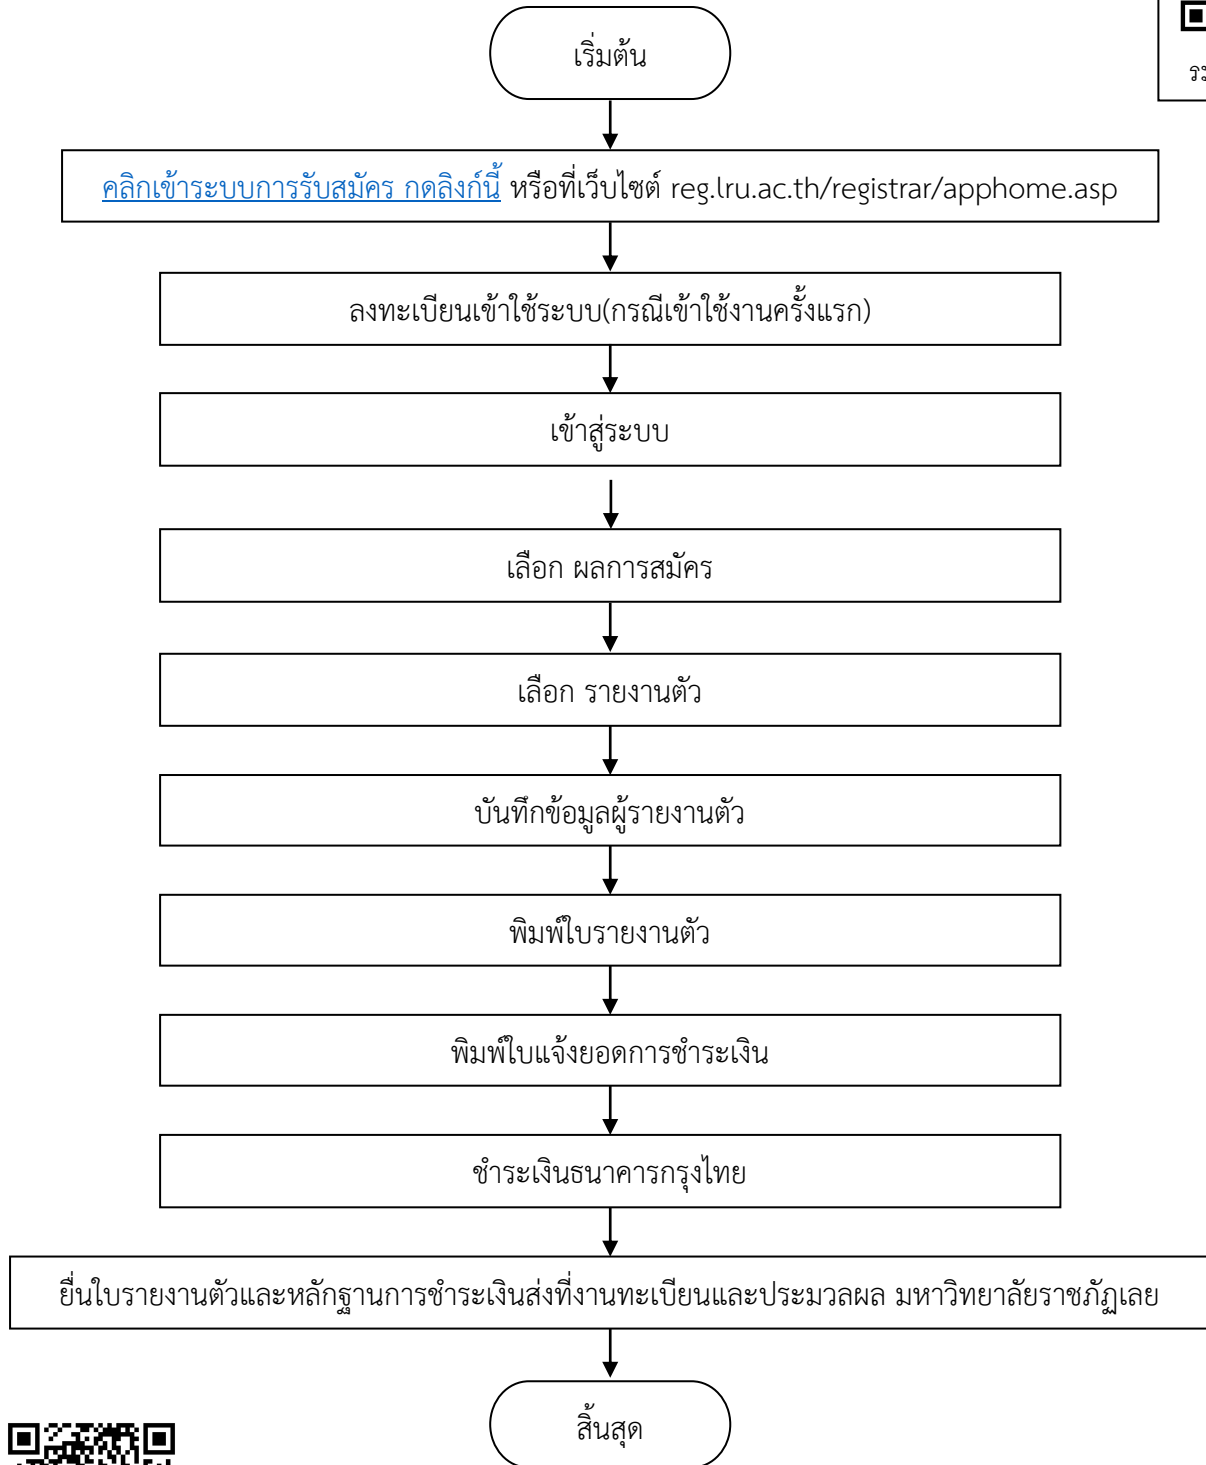 เริ่มต้น
คลิกเข้าระบบการรับสมัคร กดลิงก์นี้ หรือที่เว็บไซต์ reg.lru.ac.th/registrar/apphome.asp
ลงทะเบียนเข้าใช้ระบบ(กรณีเข้าใช้งานครั้งแรก)
เข้าสู่ระบบ
เลือก ผลการสมัคร
เลือก รายงานตัว
บันทึกข้อมูลผู้รายงานตัว
พิมพ์ใบรายงานตัว
พิมพ์ใบแจ้งยอดการชำระเงิน
ชำระเงินธนาคารกรุงไทย
ยื่นใบรายงานตัวและหลักฐานการชำระเงินส่งที่งานทะเบียนและประมวลผล มหาวิทยาลัยราชภัฏเลย
สิ้นสุด